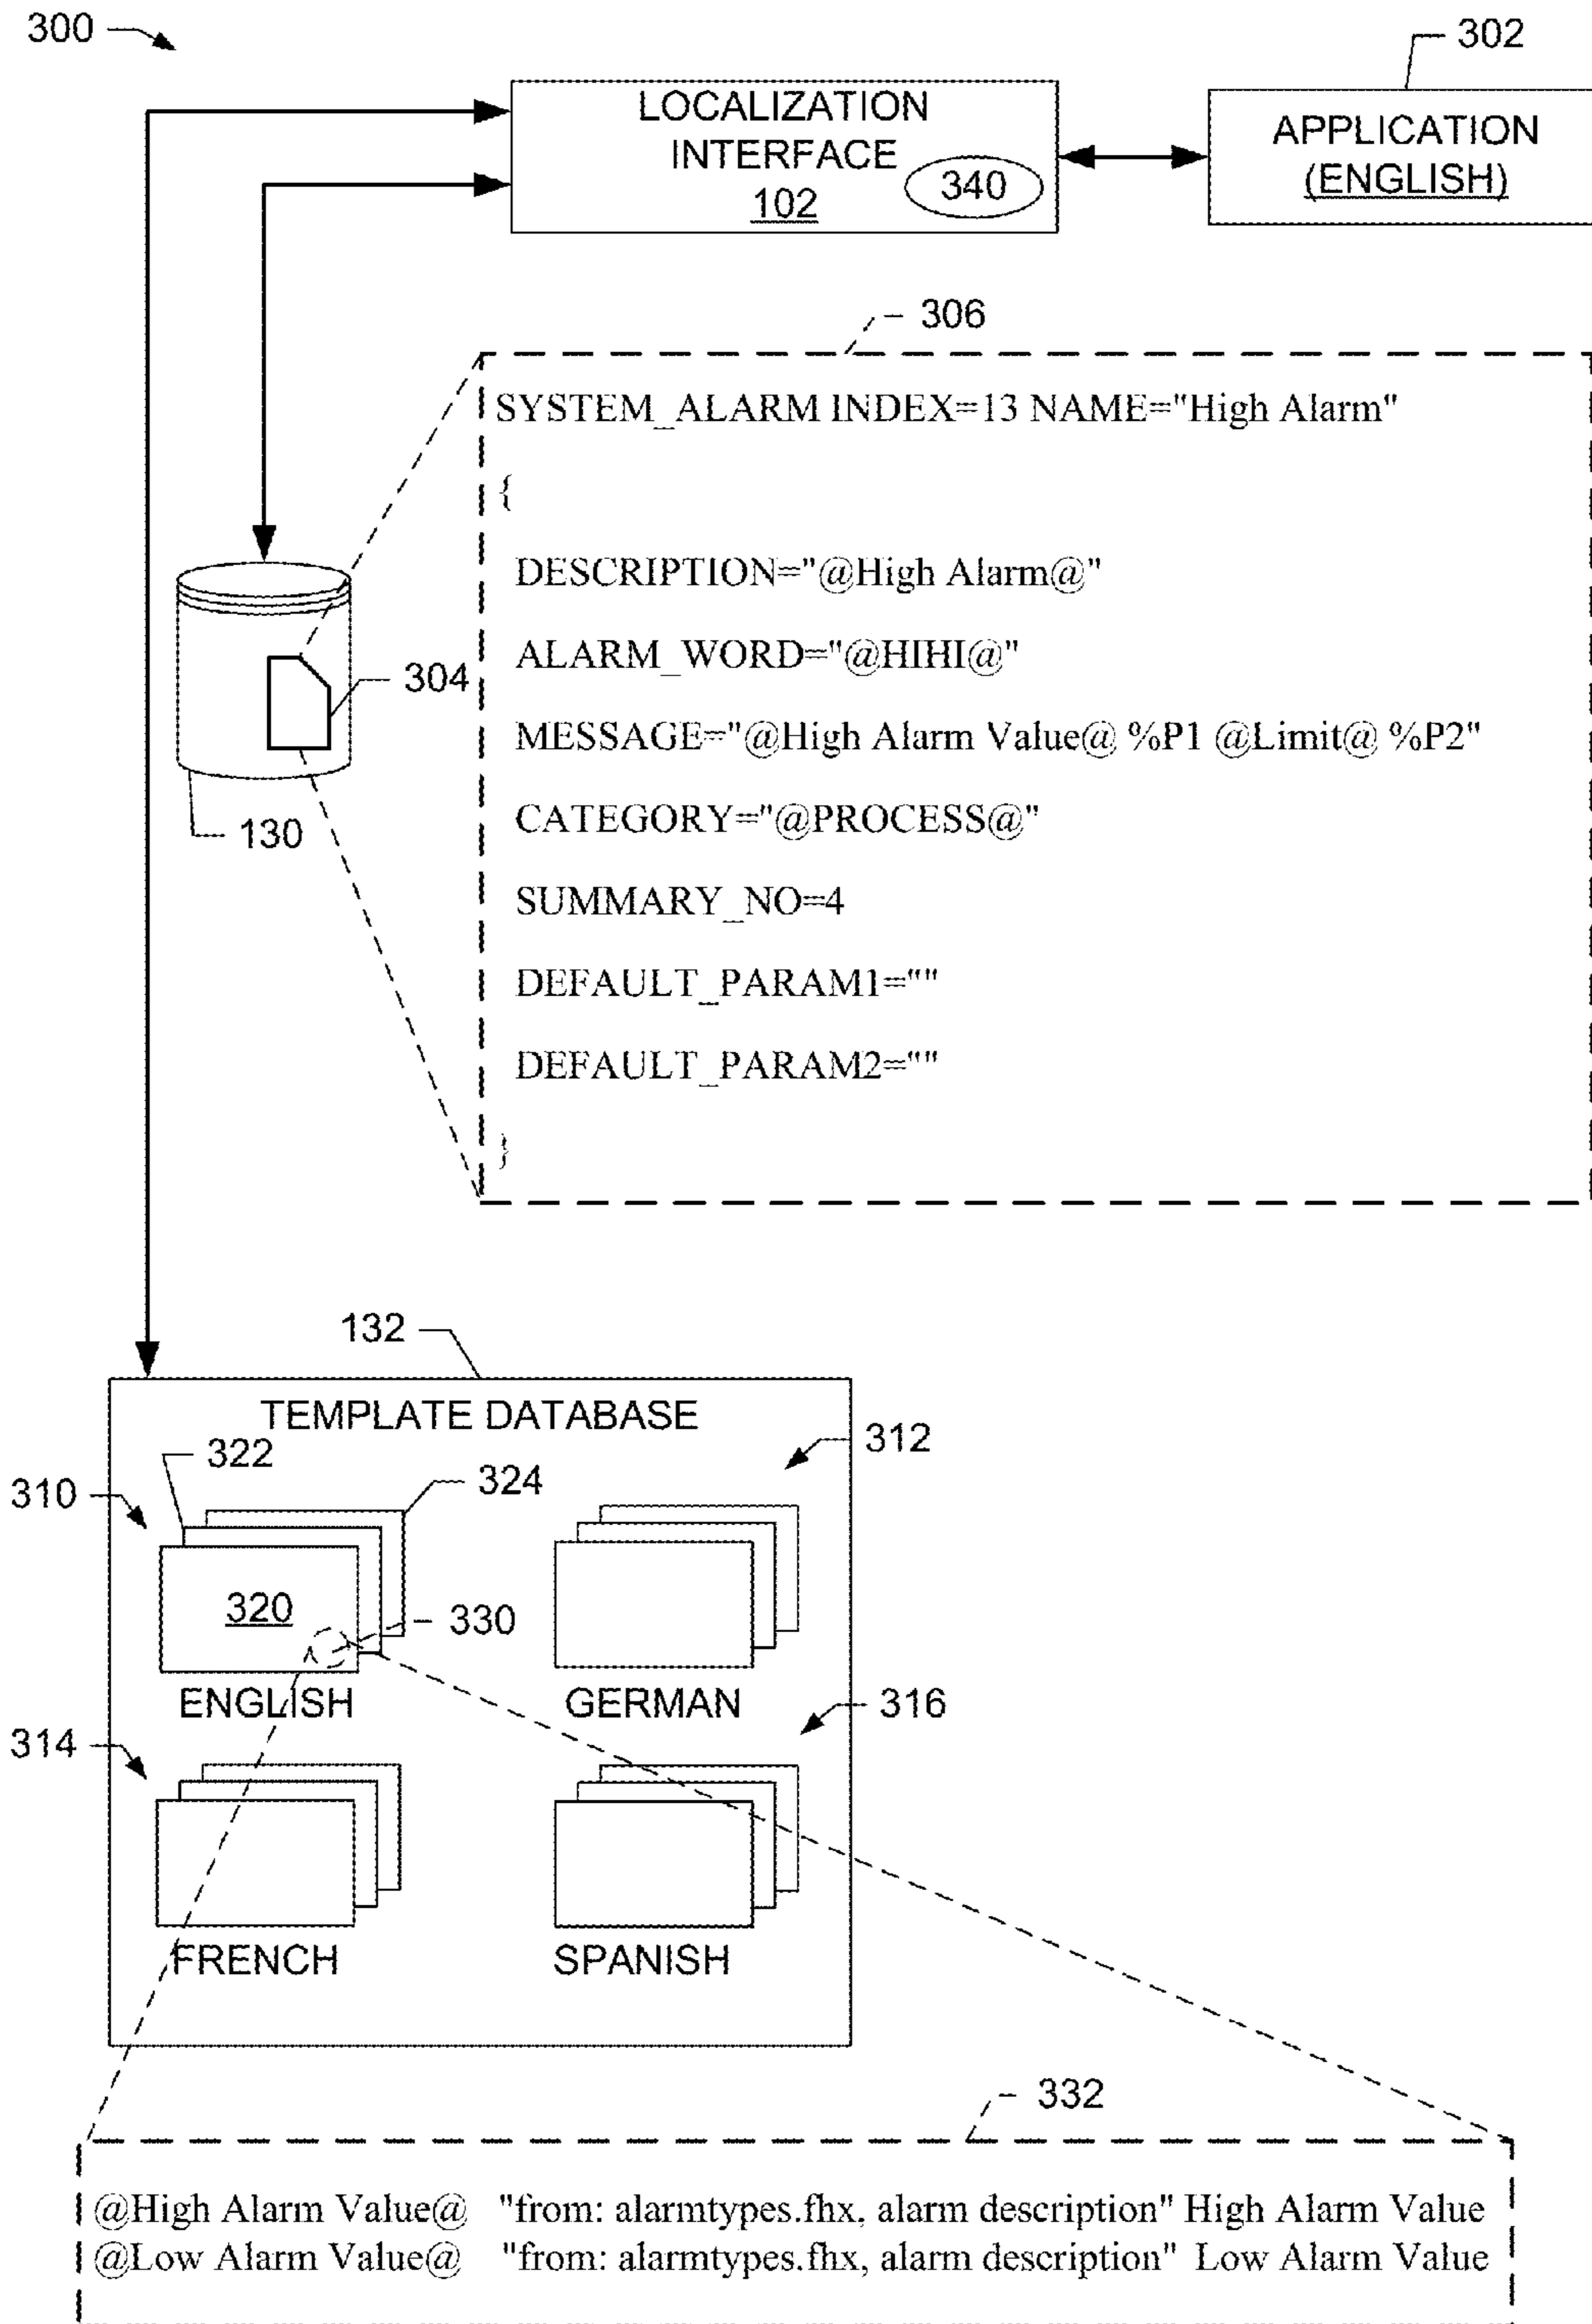 300
302
LOCALIZATION
INTERFACE
102
340
APPLICATION
(ENGLISH)
306
SYSTEM_ALARM INDEX=13 NAME="High Alarm"
{
DESCRIPTION="@High Alarm@"
ALARM_WORD="@HIHI@"
MESSAGE="@High Alarm Value@ %P1 @Limit@ %P2"
CATEGORY="@PROCESS@"
SUMMARY_NO=4
DEFAULT_PARAM1=""
DEFAULT_PARAM2=""
}
304
130
132
TEMPLATE DATABASE
322
312
310
324
320
330
ENGLISH
GERMAN
316
314
FRENCH
SPANISH
332
@High Alarm Value@ "from: alarmtypes.fhx, alarm description" High Alarm Value
@Low Alarm Value@ "from: alarmtypes.fhx, alarm description" Low Alarm Value